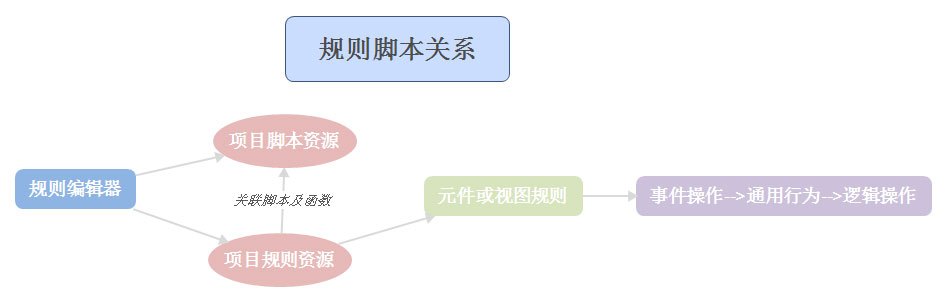 规则脚本关系
项目脚本资源
规则编辑器
关联脚本及函数
元件或视图规则
事件操作-->通用行为-->逻辑操作
项目规则资源